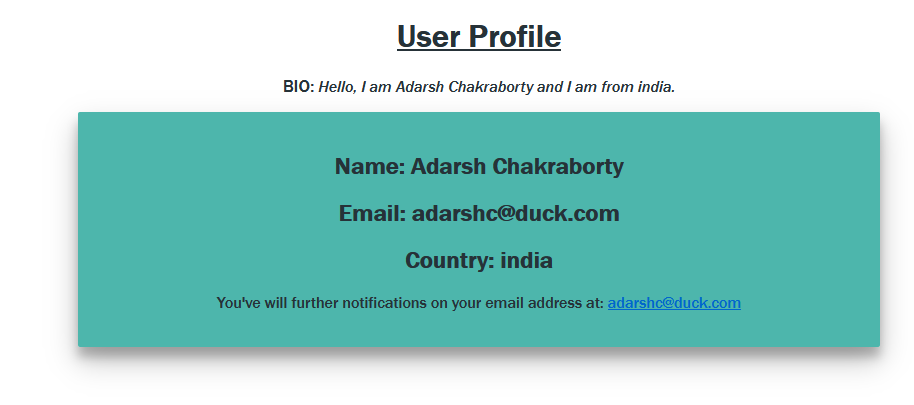 User Profile
BIO: Hello, I am Adarsh Chakraborty and I am from india.
Name: Adarsh Chakraborty
Email: adarshc@duck.com
Country: india
You've will further notifications on your email address at: adarshc@duck.com